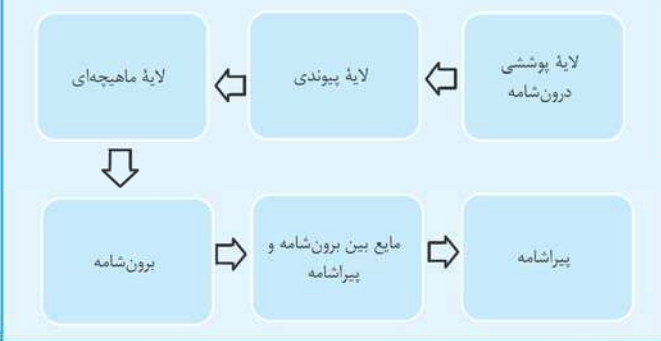 لایهٔ پوششی
درون‌شامه
لایهٔ پیوندی
لایهٔ ماهیچه‌ای
برون‌شامه
مایع بین برون‌شامه و
پیراشامه
پیراشامه